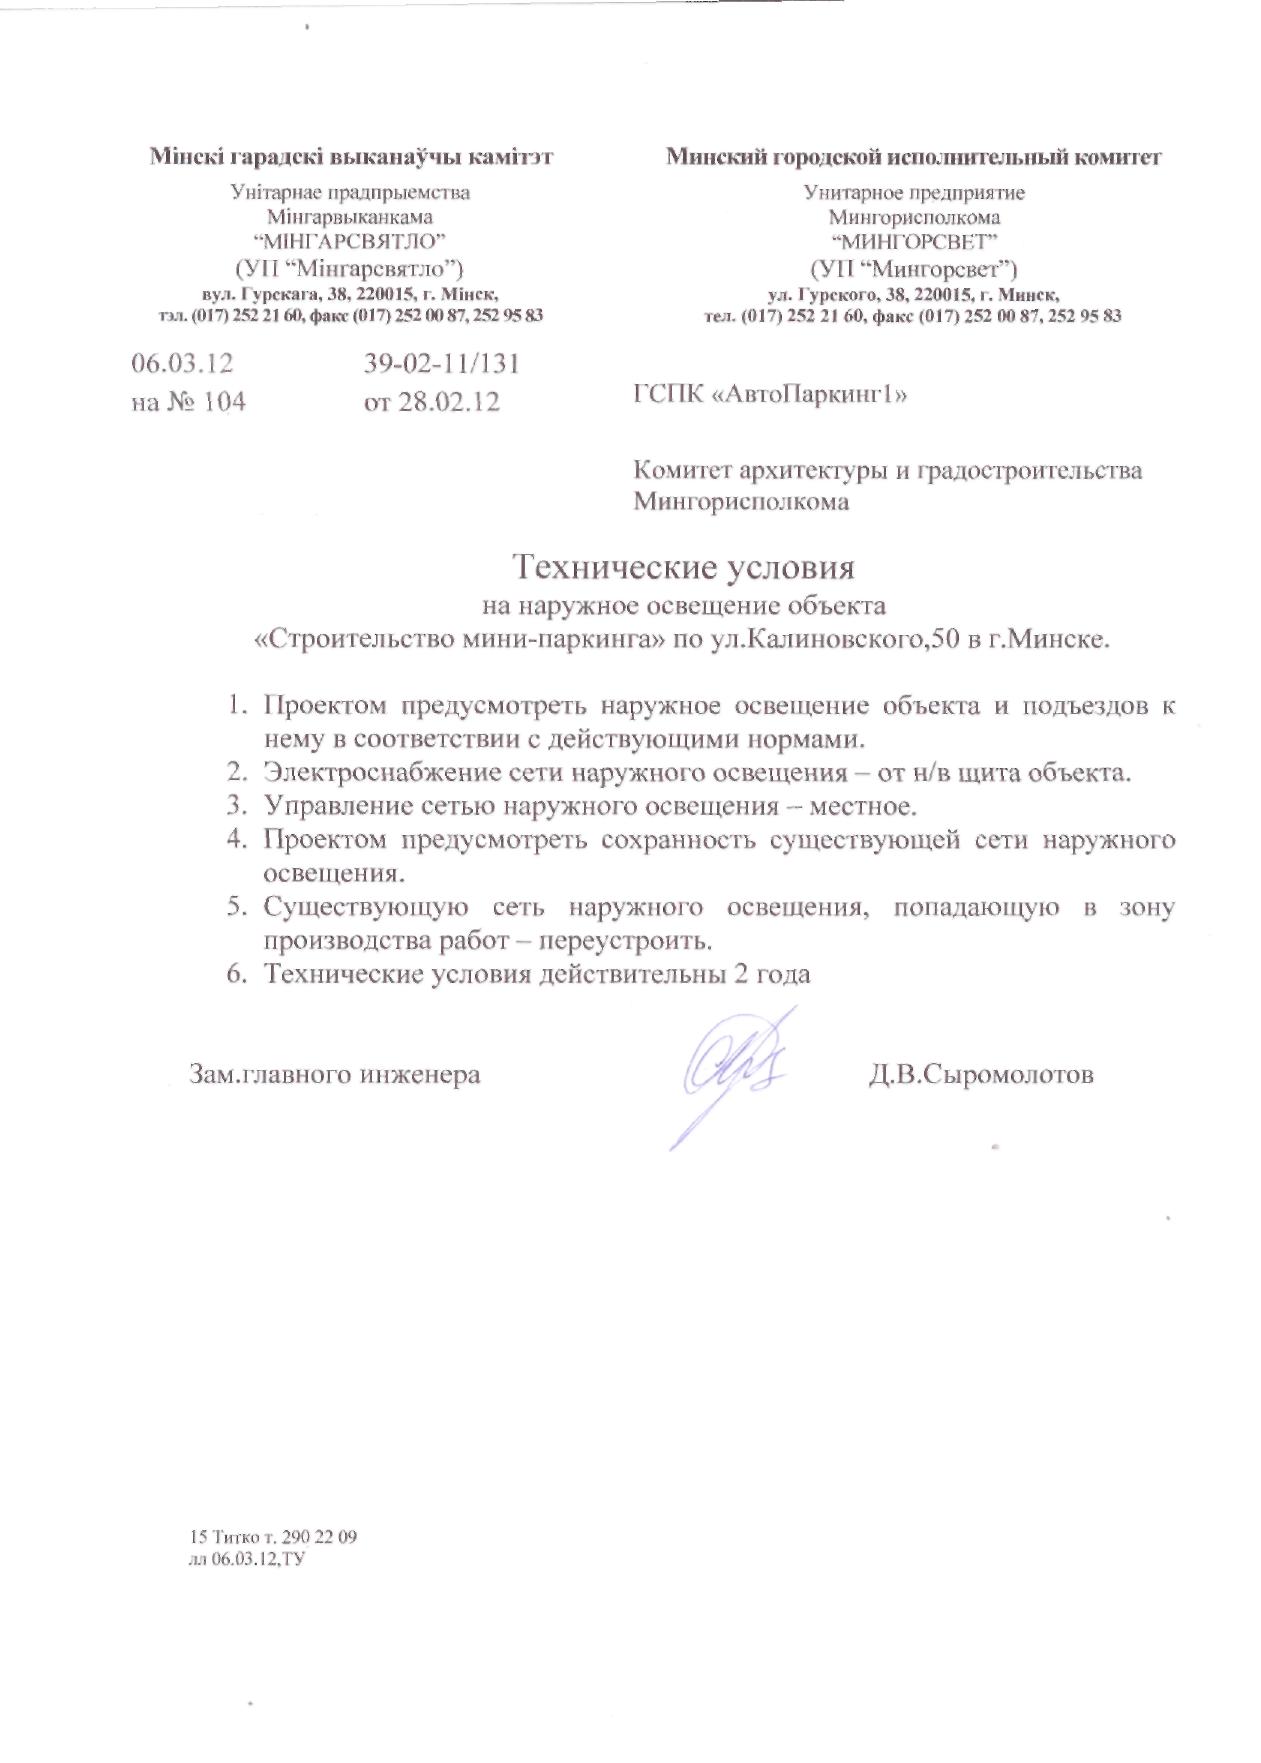 Мінскі гарадскі выканаўчы камітэт
Унітарнае прадпрыемства
Мінгарвыканкама
“МІНГАРСВЯТЛО”
(УП “Мінгарсвятло”)
вул. Гурскага, 38, 220015, г. Мінск,
тэл. (017) 252 21 60, факс (017) 252 00 87, 252 95 83
Минский городской исполнительный комитет
Унитарное предприятие
Мингорисполкома
“МИНГОРСВЕТ”
(УП “Мингорсвет”)
ул. Гурского, 38, 220015, г. Минск,
тел. (017) 252 21 60, факс (017) 252 00 87, 252 95 83
06.03.12 39-02-11/131
на № 104 от 28.02.12
ГСПК «АвтоПаркинг1»
Комитет архитектуры и градостроительства
Мингорисполкома
Технические условия
на наружное освещение объекта
«Строительство мини-паркинга» по ул.Калиновского,50 в г.Минске.
1. Проектом предусмотреть наружное освещение объекта и подъездов к
нему в соответствии с действующими нормами.
2. Электроснабжение сети наружного освещения – от н/в щита объекта.
3. Управление сетью наружного освещения – местное.
4. Проектом предусмотреть сохранность существующей сети наружного
освещения.
5. Существующую сеть наружного освещения, попадающую в зону
производства работ – переустроить.
6. Технические условия действительны 2 года
Зам.главного инженера Д.В.Сыромолотов
15 Титко т. 290 22 09
лл 06.03.12,ТУ